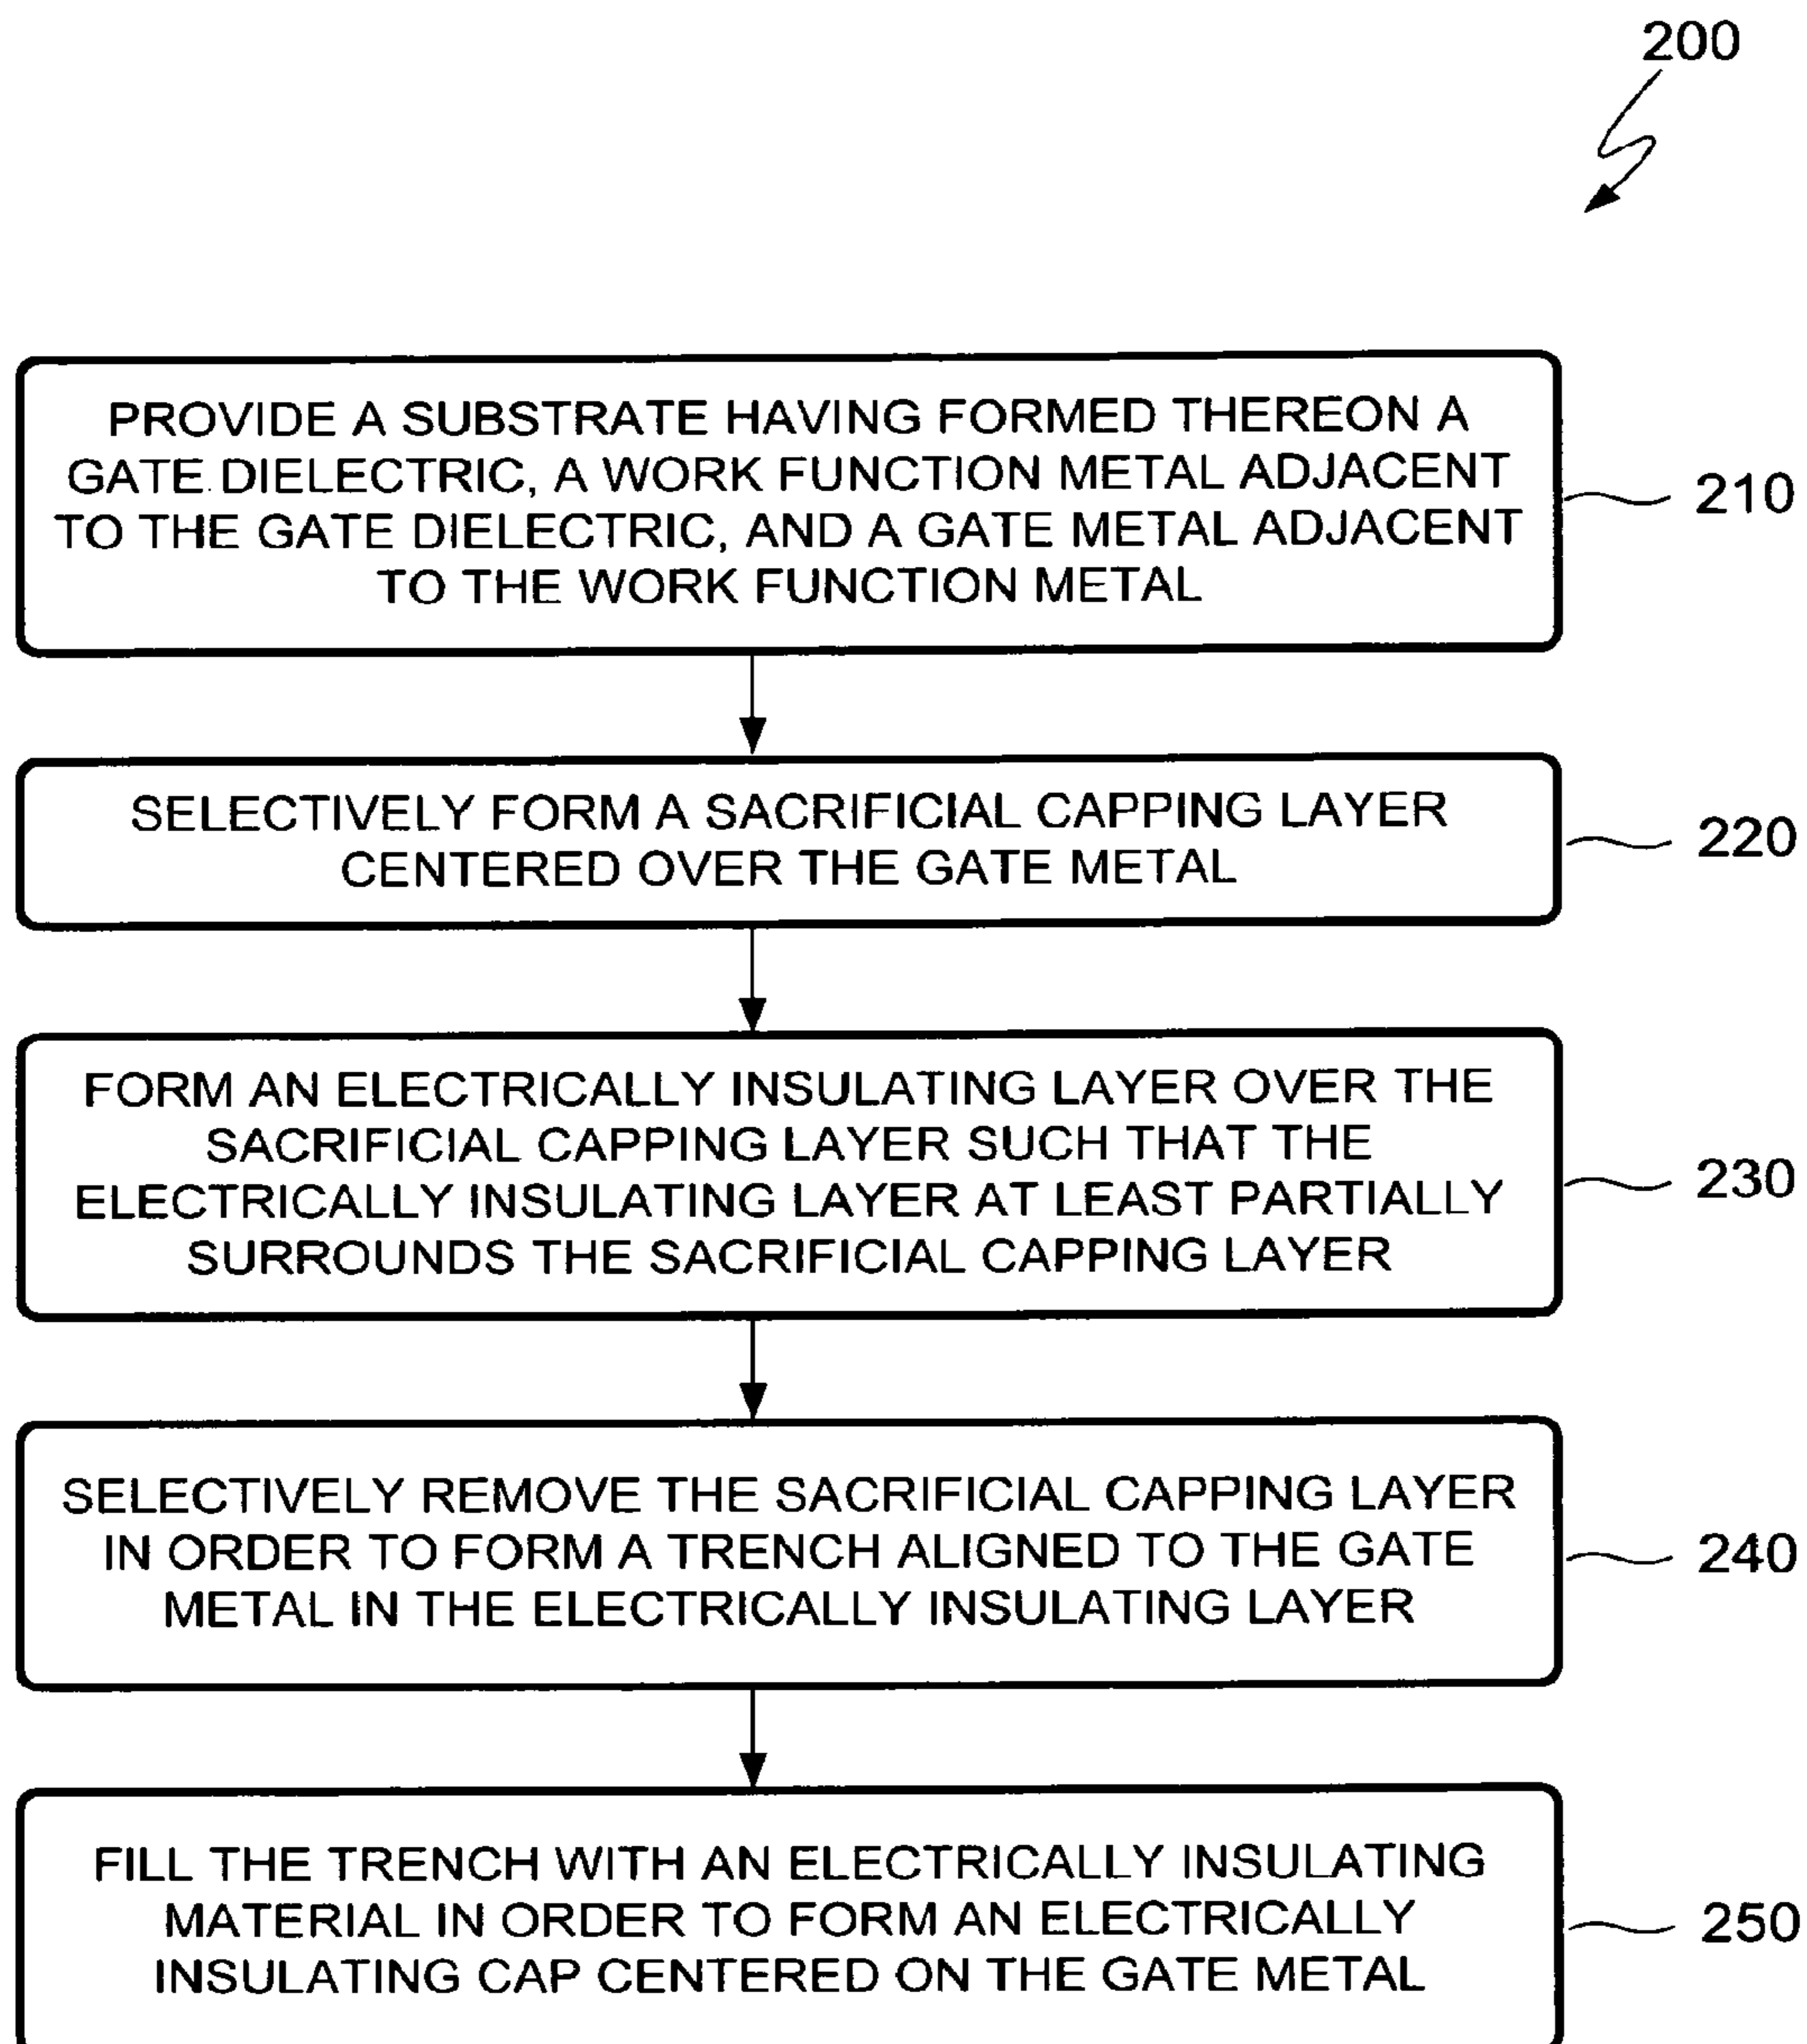 200
PROVIDE A SUBSTRATE HAVING FORMED THEREON A
GATE DIELECTRIC, A WORK FUNCTION METAL ADJACENT
TO THE GATE DIELECTRIC, AND A GATE METAL ADJACENT
TO THE WORK FUNCTION METAL
210
SELECTIVELY FORM A SACRIFICIAL CAPPING LAYER
CENTERED OVER THE GATE METAL
220
FORM AN ELECTRICALLY INSULATING LAYER OVER THE
SACRIFICIAL CAPPING LAYER SUCH THAT THE
ELECTRICALLY INSULATING LAYER AT LEAST PARTIALLY
SURROUNDS THE SACRIFICIAL CAPPING LAYER
230
SELECTIVELY REMOVE THE SACRIFICIAL CAPPING LAYER
IN ORDER TO FORM A TRENCH ALIGNED TO THE GATE
METAL IN THE ELECTRICALLY INSULATING LAYER
240
FILL THE TRENCH WITH AN ELECTRICALLY INSULATING
MATERIAL IN ORDER TO FORM AN ELECTRICALLY
INSULATING CAP CENTERED ON THE GATE METAL
250